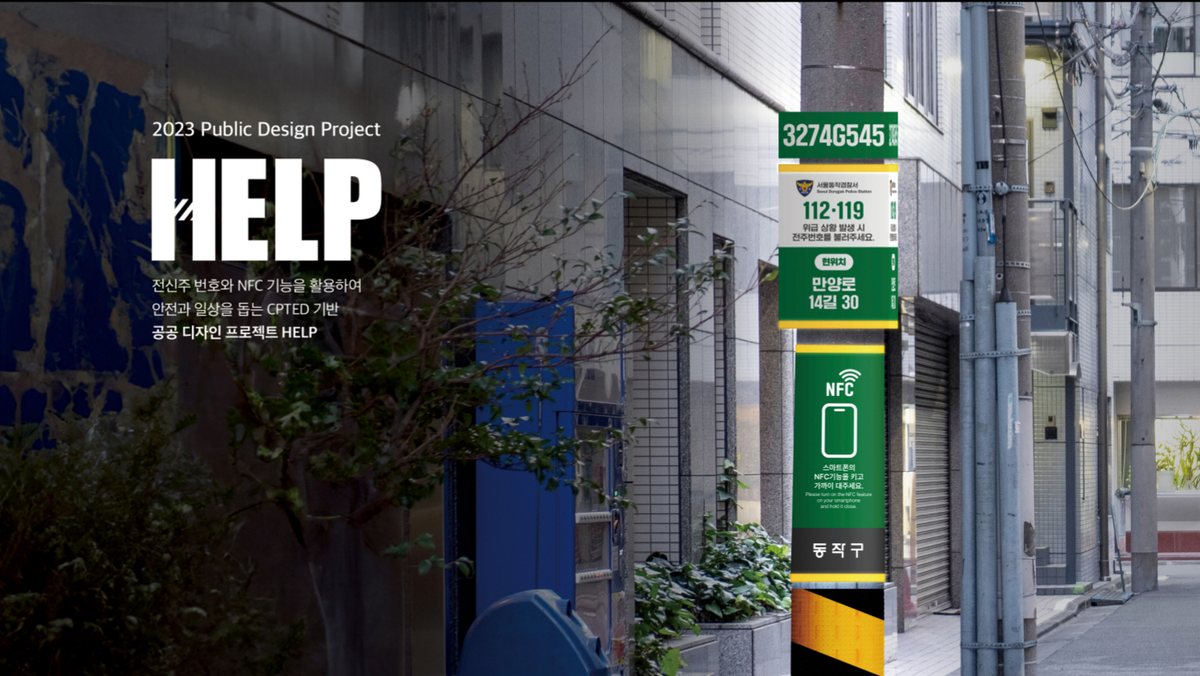 2023 Public Design Project
HELP
전신주 번호와 NFC 기능을 활용하여
안전과 일상을 돕는 CPTED 기반
공공 디자인 프로젝트 HELP
3274G545
서울동작경찰서
Seoul Dongjak Police Station
112·119
위급 상황 발생 시
전주번호를 불러주세요.
현위치
만양로
14길 30
NFC
스마트폰의
NFC기능을 키고
가까이 대주세요.
Please turn on the NFC feature
on your smartphone
and hold it close.
동작구